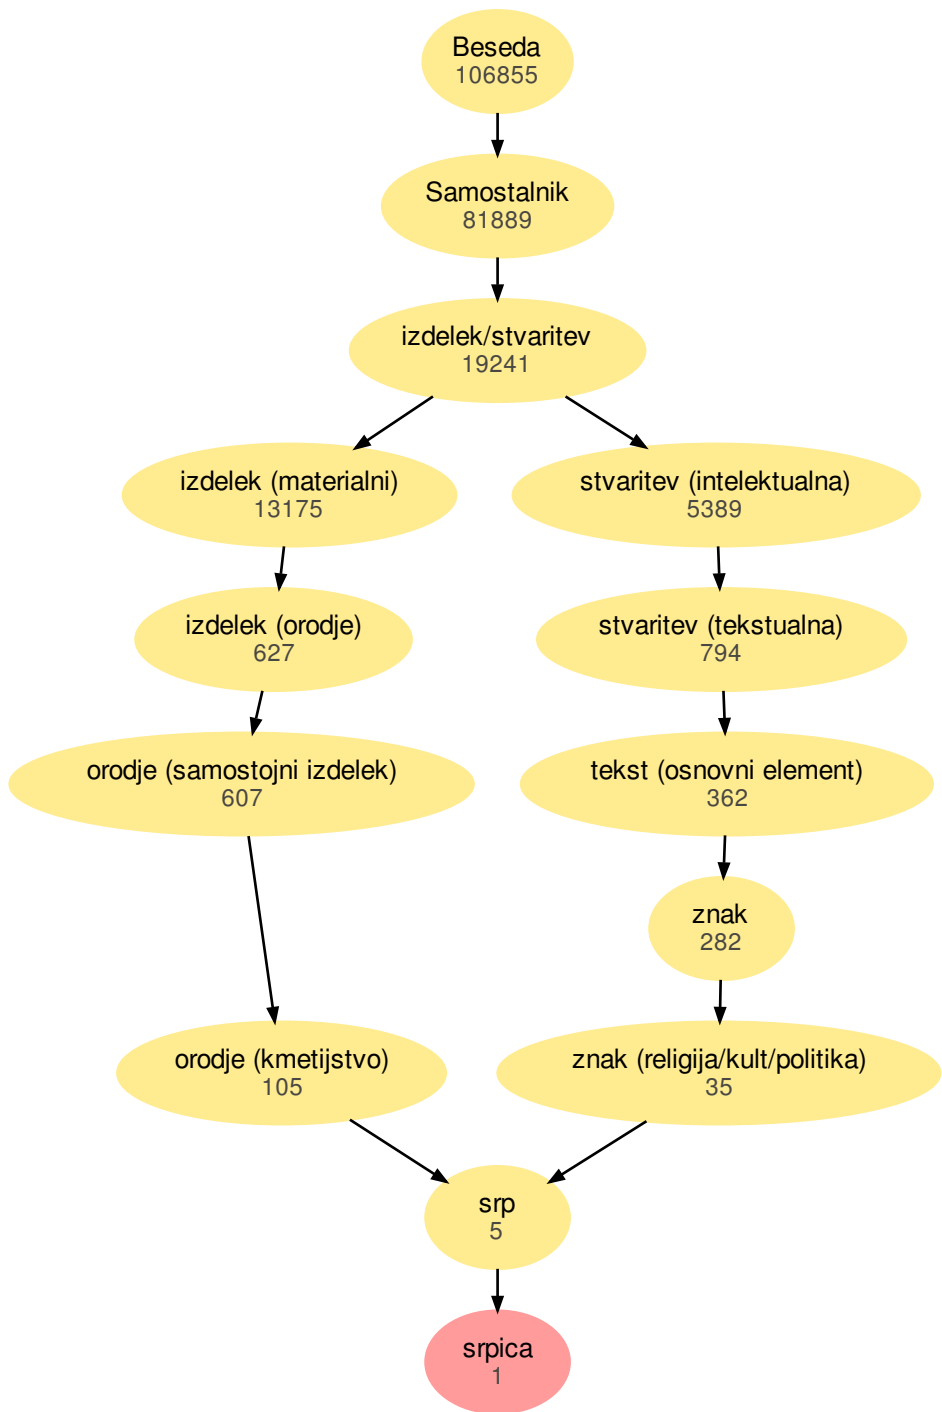 Beseda
106855
Samostalnik
81889
izdelek/stvaritev
19241
izdelek (materialni)
13175
stvaritev (intelektualna)
5389
izdelek (orodje)
627
stvaritev (tekstualna)
794
orodje (samostojni izdelek)
607
tekst (osnovni element)
362
znak
282
orodje (kmetijstvo)
105
znak (religija/kult/politika)
35
srp
5
srpica
1